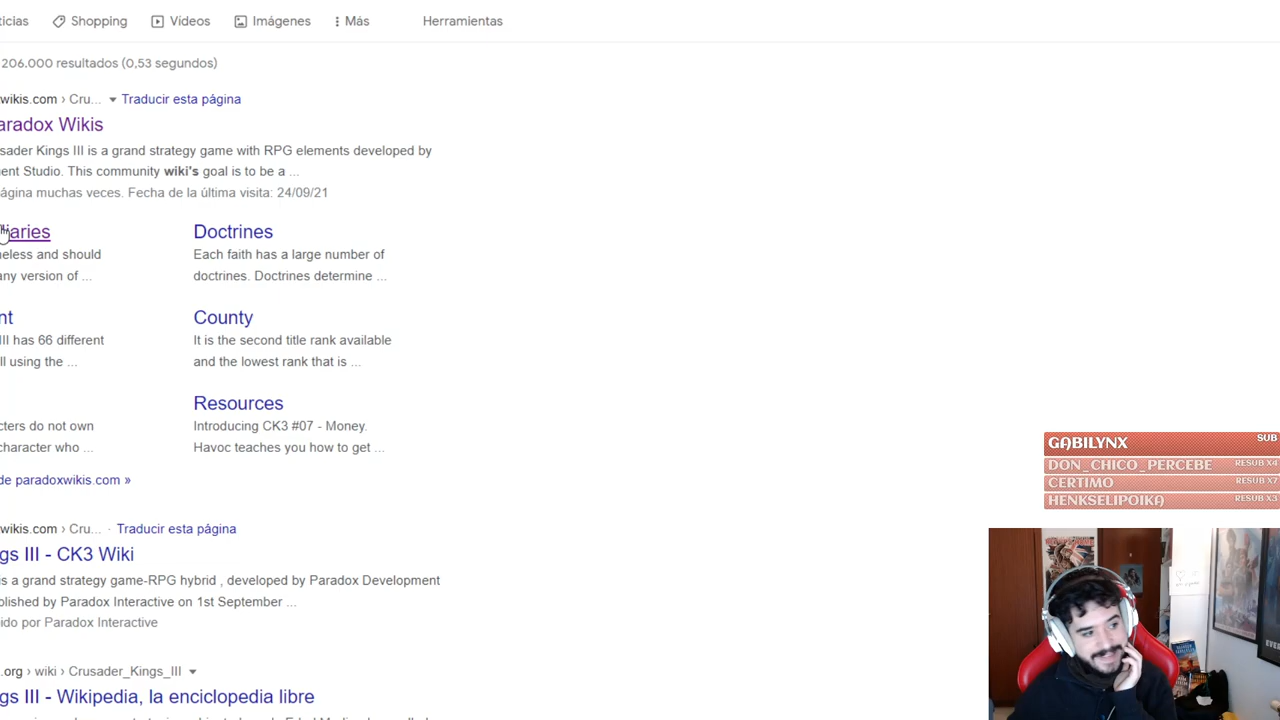 ticias Shopping Vídeos Imágenes Más Herramientas
206.000 resultados (0,53 segundos)
wikis.com › Cru... Traducir esta página
aradox Wikis
sader Kings III is a grand strategy game with RPG elements developed by
ent Studio. This community wiki's goal is to be a ...
ágina muchas veces. Fecha de la última visita: 24/09/21
aries
eless and should
any version of ...
Doctrines
Each faith has a large number of
doctrines. Doctrines determine ...
nt
III has 66 different
ll using the ...
County
It is the second title rank available
and the lowest rank that is ...
cters do not own
character who ...
Resources
Introducing CK3 #07 - Money.
Havoc teaches you how to get ...
de paradoxwikis.com »
wikis.com › Cru... · Traducir esta página
gs III - CK3 Wiki
is a grand strategy game-RPG hybrid , developed by Paradox Development
blished by Paradox Interactive on 1st September ...
ido por Paradox Interactive
.org › wiki › Crusader_Kings_III
gs III - Wikipedia, la enciclopedia libre
GABILYNX SUB
DON_CHICO_PERCEBE RESUB X4
CERTIMO RESUB X7
HENKSELIPOIKA RESUB X3